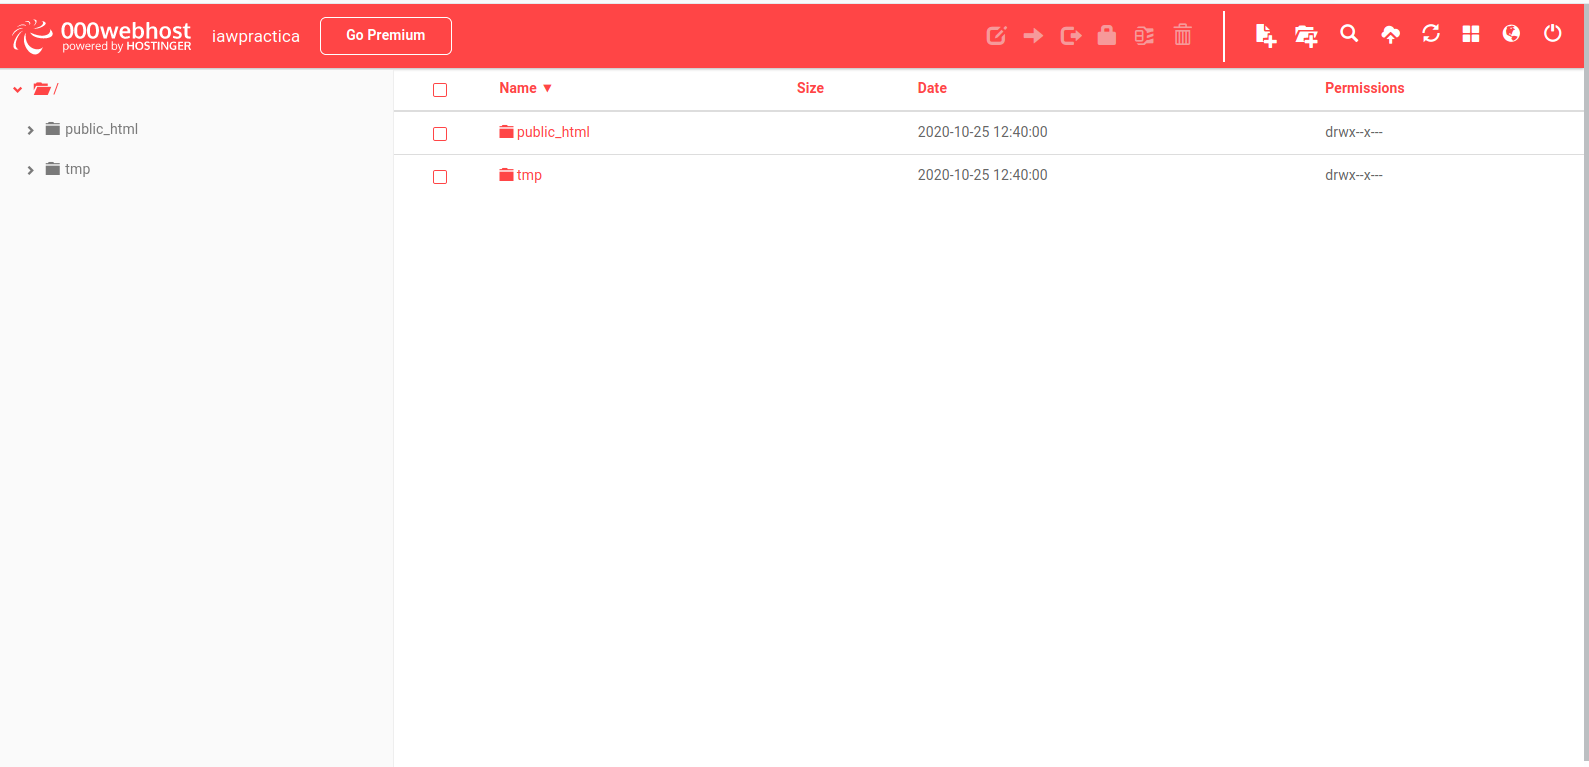 000webhost
powered by HOSTINGER
iawpractica
Go Premium
/
public_html
tmp
Name ▼ Size Date Permissions
public_html 2020-10-25 12:40:00 drwx--x---
tmp 2020-10-25 12:40:00 drwx--x---